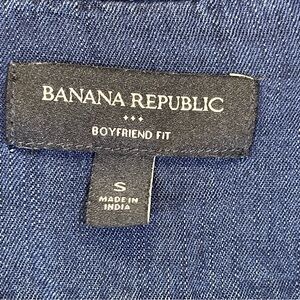 BANANA REPUBLIC
BOYFRIEND FIT
S
MADE IN
INDIA